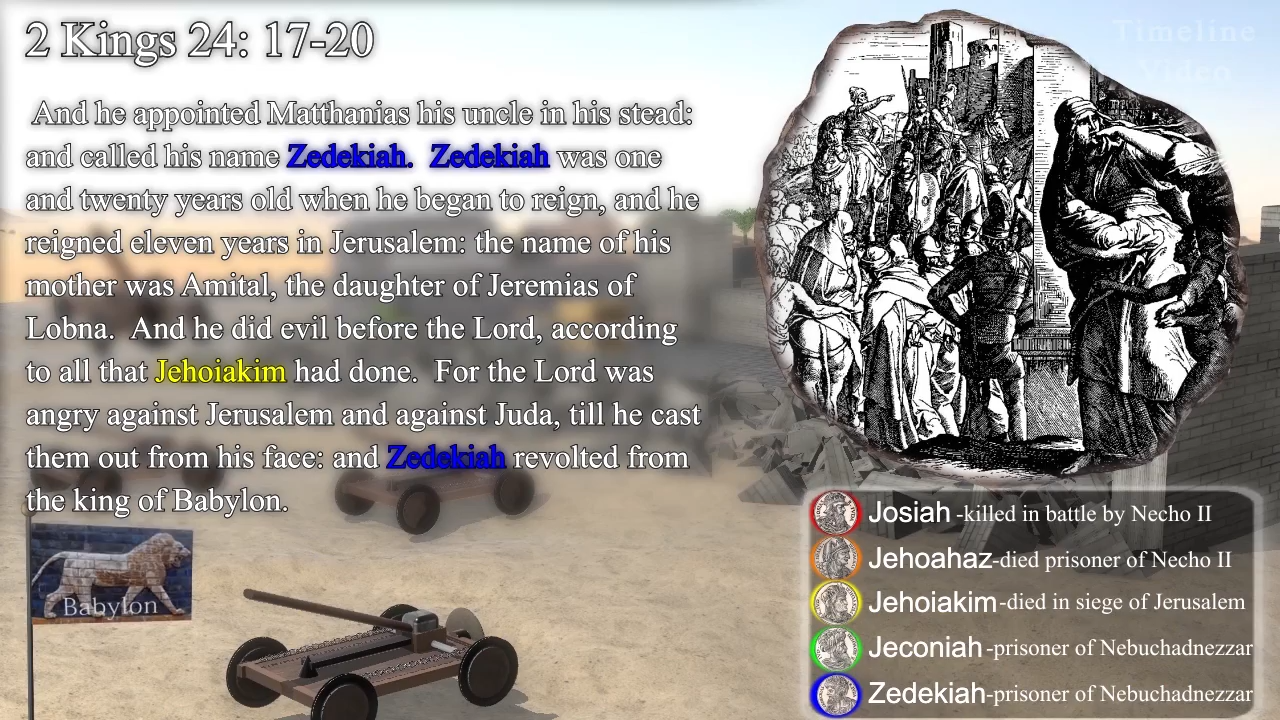 2 Kings 24: 17-20
And he appointed Matthanias his uncle in his stead:
and called his name Zedekiah. Zedekiah was one
and twenty years old when he began to reign, and he
reigned eleven years in Jerusalem: the name of his
mother was Amital, the daughter of Jeremias of
Lobna. And he did evil before the Lord, according
to all that Jehoiakim had done. For the Lord was
angry against Jerusalem and against Juda, till he cast
them out from his face: and Zedekiah revolted from
the king of Babylon.
Babylon
Timeline
Josiah -killed in battle by Necho II
Jehoahaz-died prisoner of Necho II
Jehoiakim-died in siege of Jerusalem
Jeconiah -prisoner of Nebuchadnezzar
Zedekiah-prisoner of Nebuchadnezzar